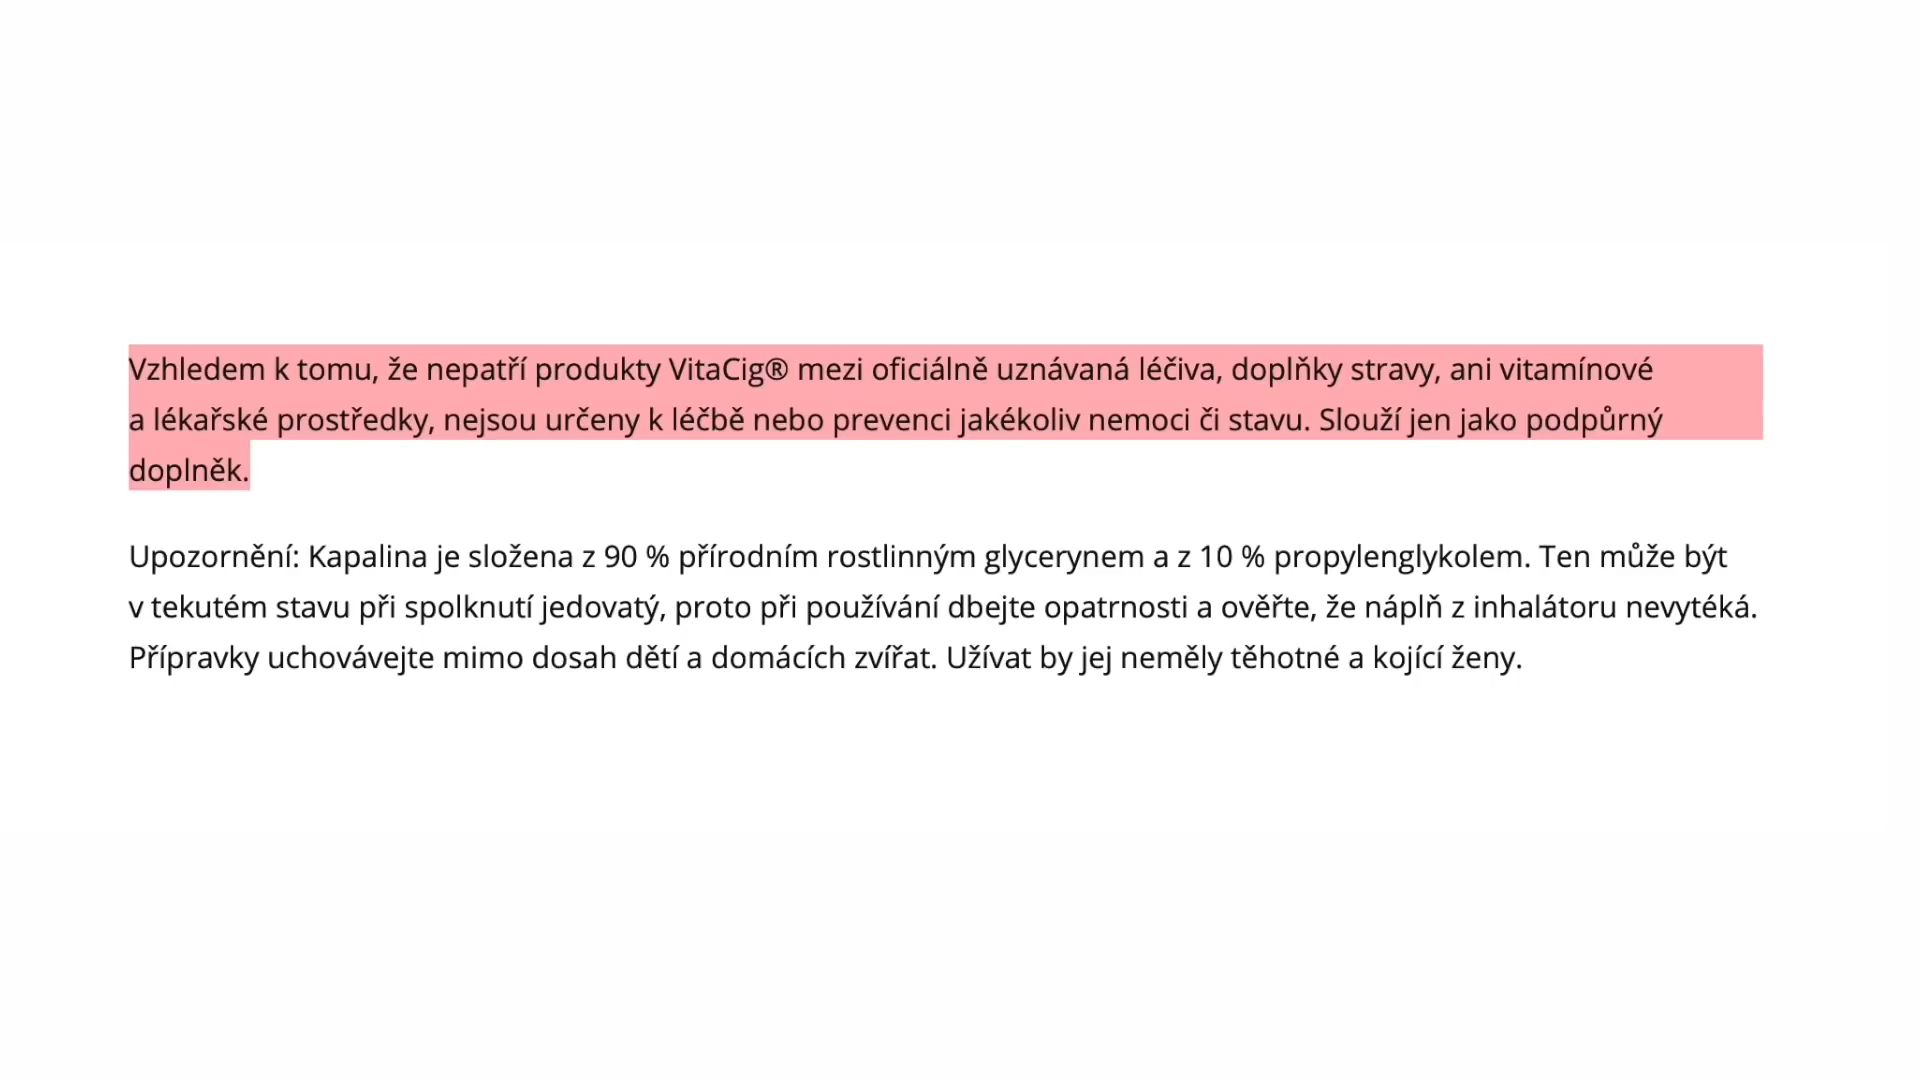 Vzhledem k tomu, že nepatří produkty VitaCig® mezi oficiálně uznávaná léčiva, doplňky stravy, ani vitamínové
a lékařské prostředky, nejsou určeny k léčbě nebo prevenci jakékoliv nemoci či stavu. Slouží jen jako podpůrný
doplněk.
Upozornění: Kapalina je složena z 90 % přírodním rostlinným glycerynem a z 10 % propylenglykolem. Ten může být
v tekutém stavu při spolknutí jedovatý, proto při používání dbejte opatrnosti a ověřte, že náplň z inhalátoru nevytéká.
Přípravky uchovávejte mimo dosah dětí a domácích zvířat. Užívat by jej neměly těhotné a kojící ženy.